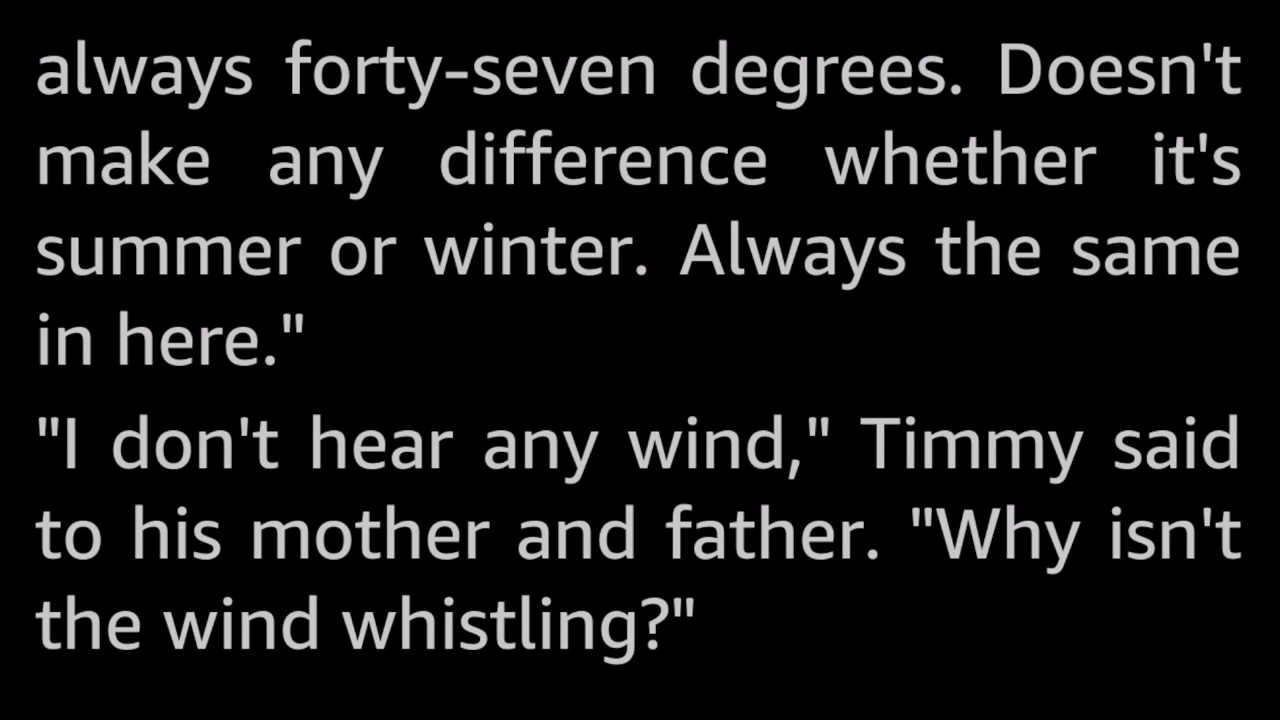 always forty-seven degrees. Doesn't
make any difference whether it's
summer or winter. Always the same
in here."
"I don't hear any wind," Timmy said
to his mother and father. "Why isn't
the wind whistling?"